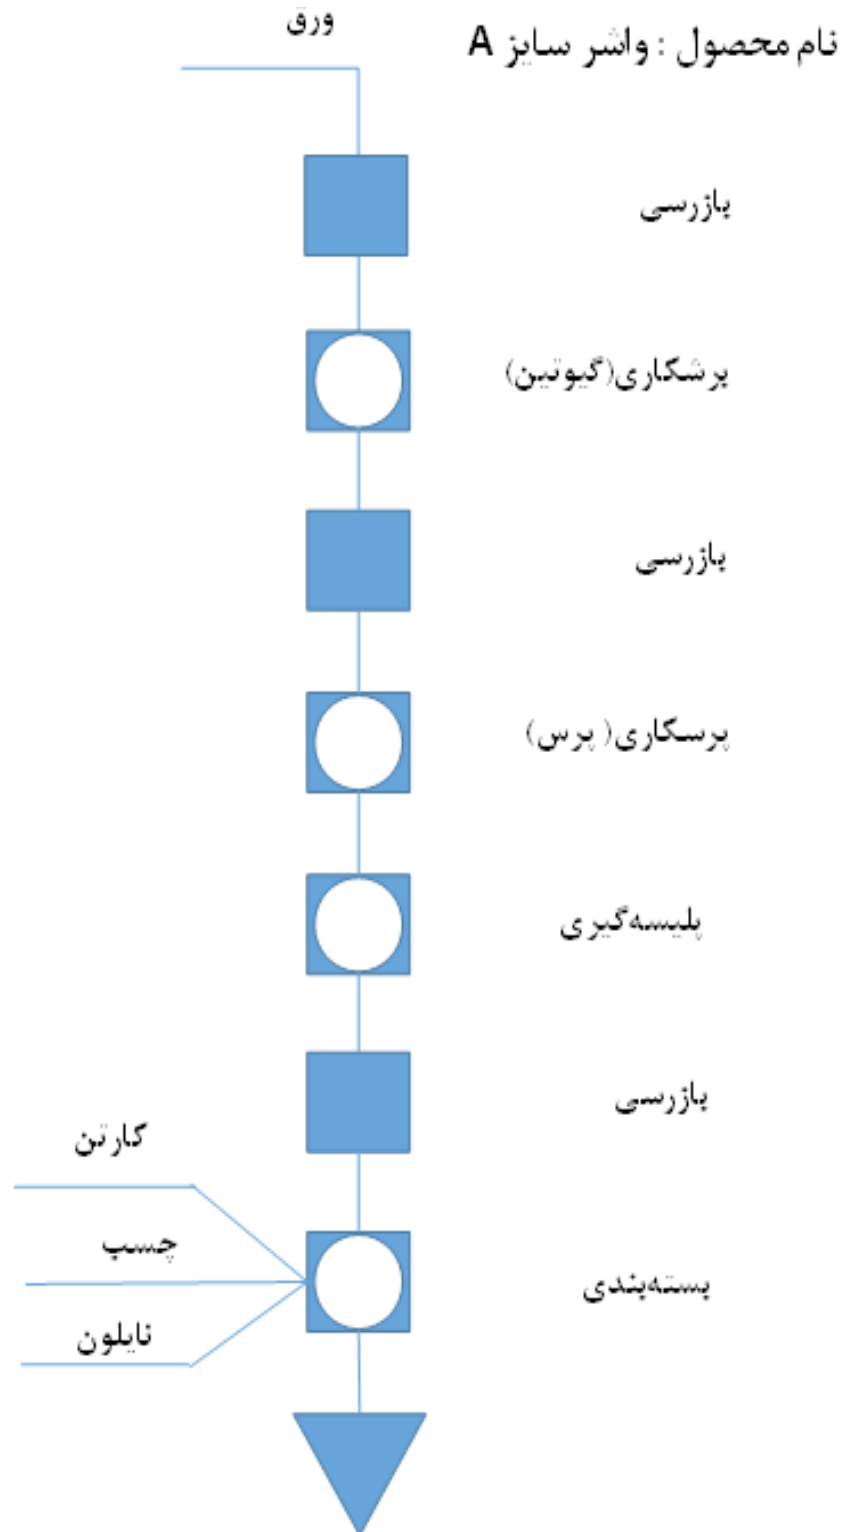 نام محصول : واشر سایز A
ورق
بازرسی
برشکاری(گیوتین)
بازرسی
پرسکاری( پرس)
پلیسه‌گیری
بازرسی
کارتن
چسب
نایلون
بسته‌بندی